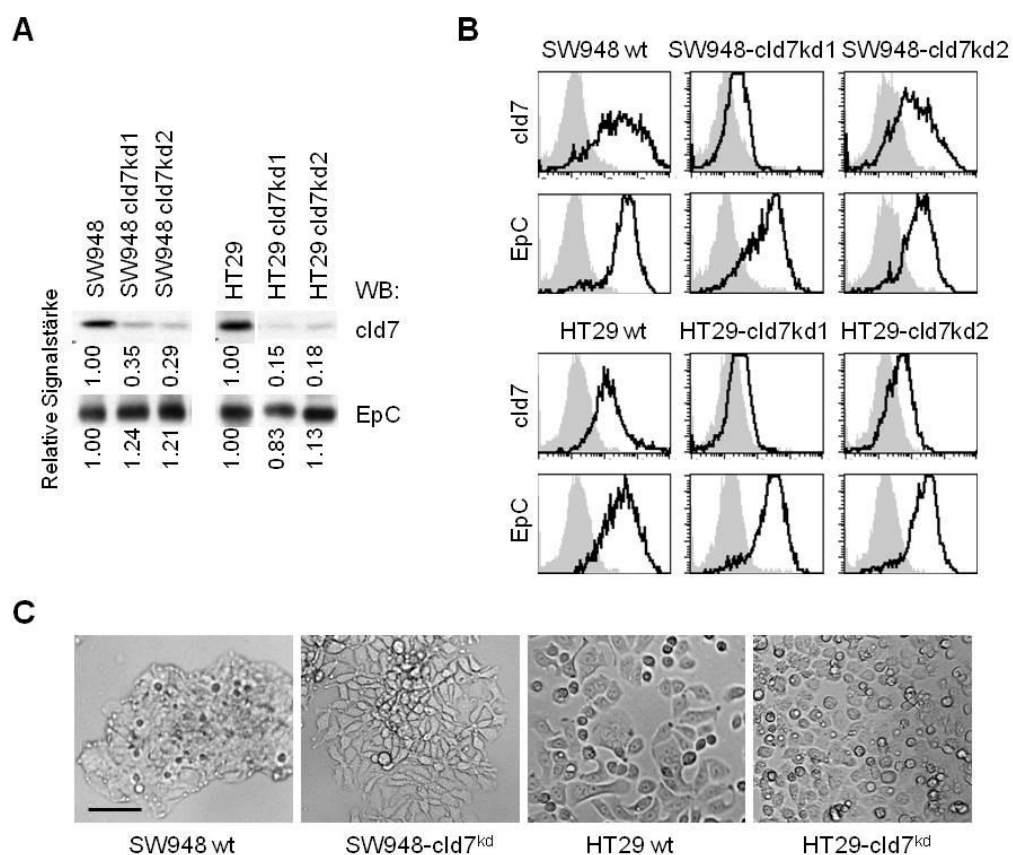 A
SW948
SW948 cld7kd1
SW948 cld7kd2
HT29
HT29 cld7kd1
HT29 cld7kd2
WB:
cld7
1.00
0.35
0.29
1.00
0.15
0.18
EpC
1.00
1.24
1.21
1.00
0.83
1.13
Relative Signalstärke
B
SW948 wt
SW948-cld7kd1
SW948-cld7kd2
cld7
EpC
HT29 wt
HT29-cld7kd1
HT29-cld7kd2
cld7
EpC
C
SW948 wt
SW948-cld7kd
HT29 wt
HT29-cld7kd